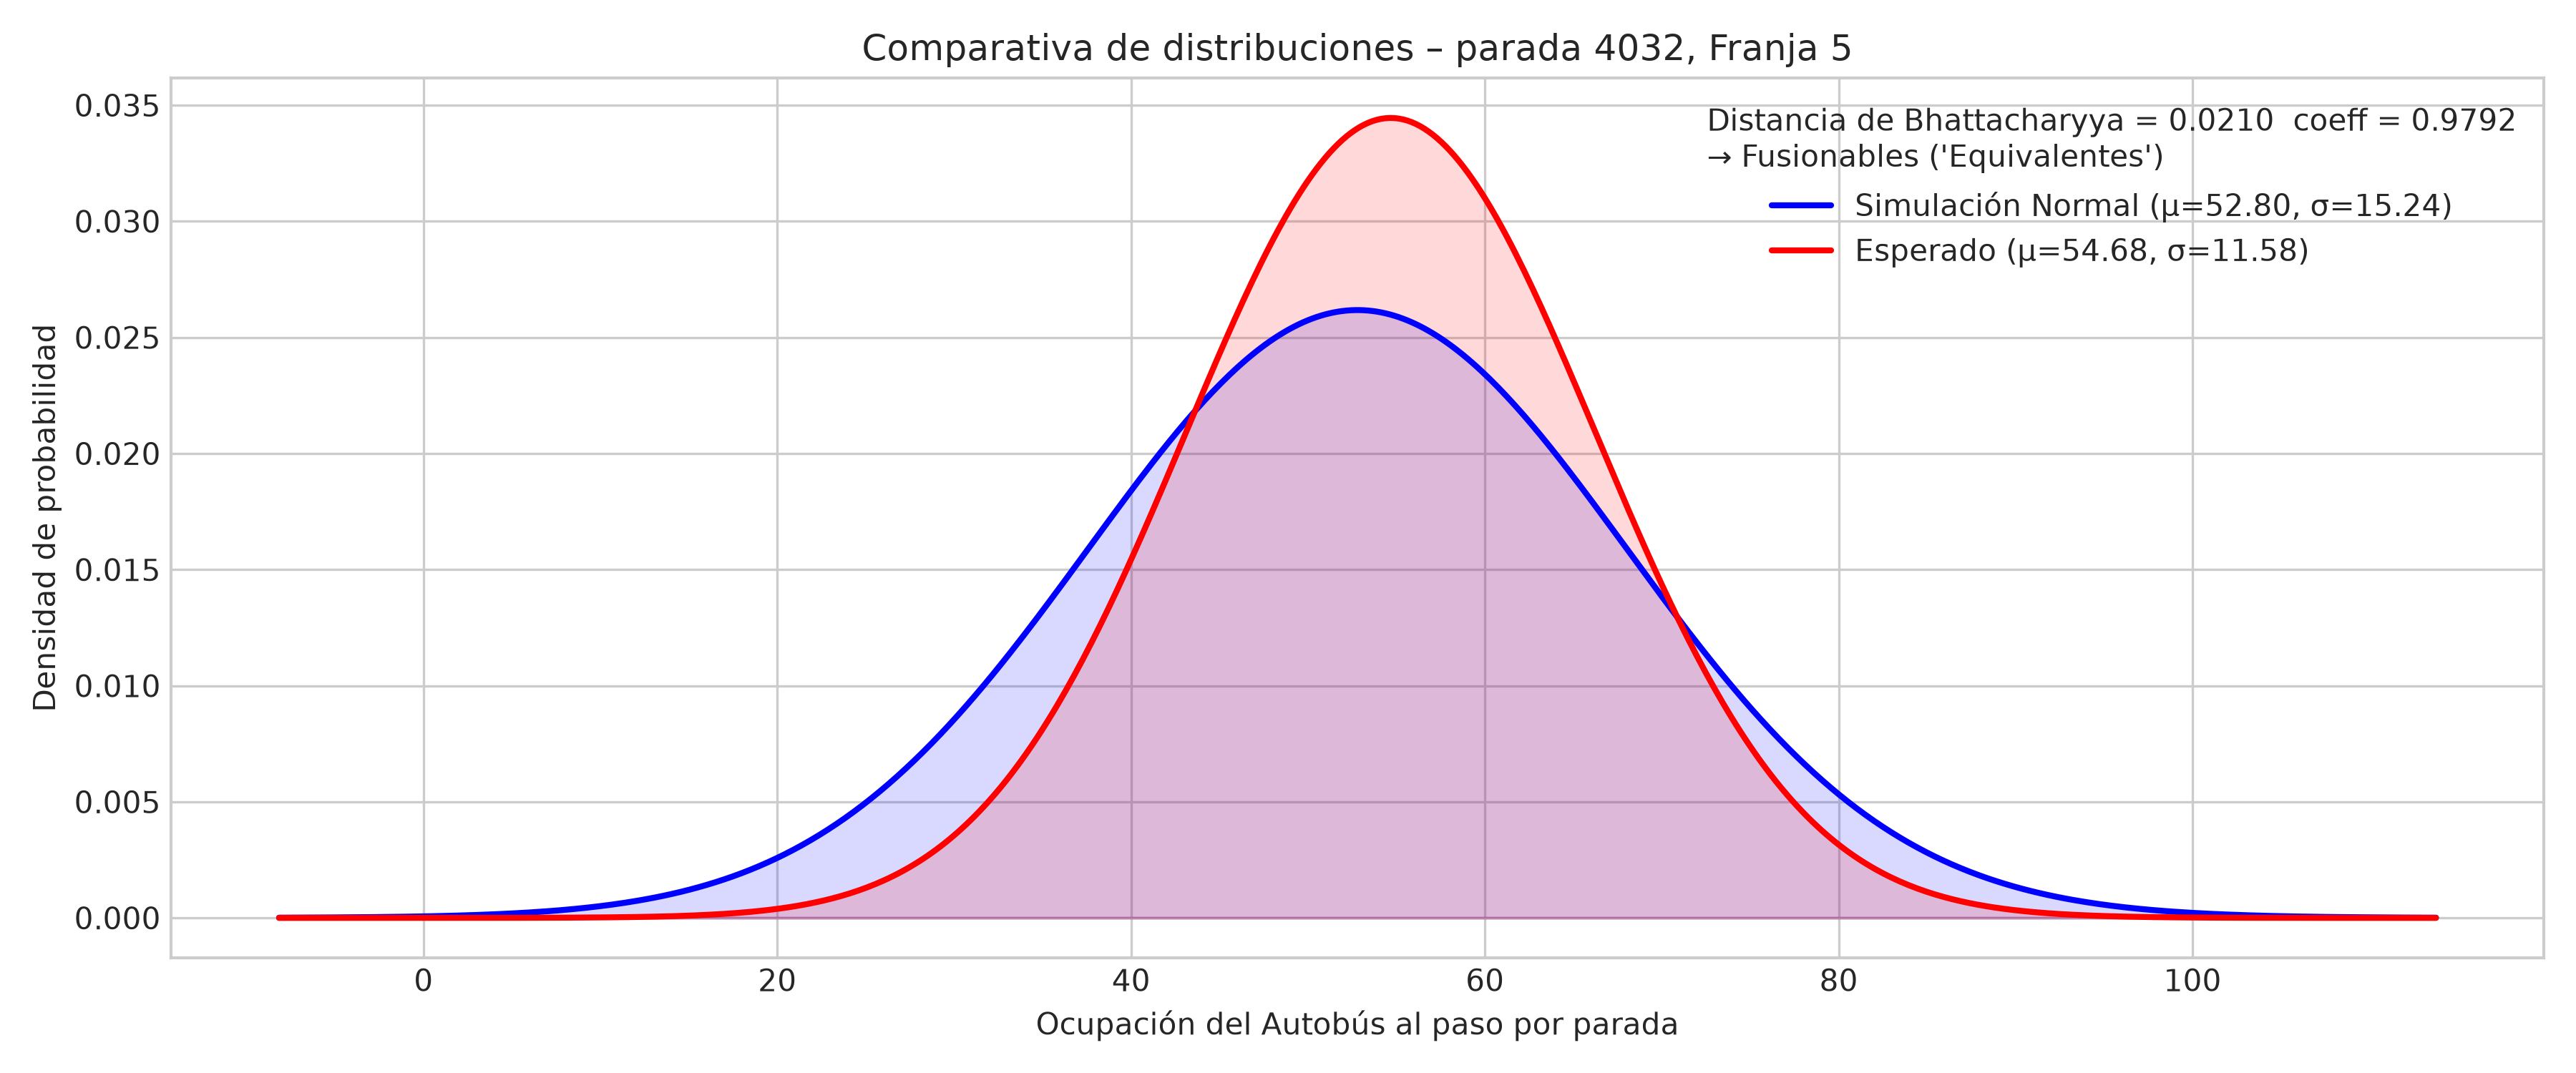 Comparativa de distribuciones – parada 4032, Franja 5
Distancia de Bhattacharyya = 0.0210  coeff = 0.9792
→ Fusionables ('Equivalentes')
Simulación Normal (μ=52.80, σ=15.24)
Esperado (μ=54.68, σ=11.58)
Densidad de probabilidad
0.035
0.030
0.025
0.020
0.015
0.010
0.005
0.000
0 20 40 60 80 100
Ocupación del Autobús al paso por parada